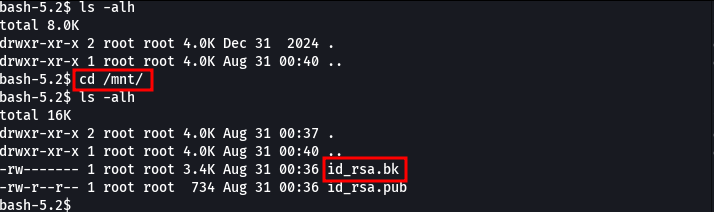 bash-5.2$ ls -alh
total 8.0K
drwxr-xr-x 2 root root 4.0K Dec 31  2024 .
drwxr-xr-x 1 root root 4.0K Aug 31 00:40 ..
bash-5.2$ cd /mnt/
bash-5.2$ ls -alh
total 16K
drwxr-xr-x 2 root root 4.0K Aug 31 00:37 .
drwxr-xr-x 1 root root 4.0K Aug 31 00:40 ..
-rw------- 1 root root 3.4K Aug 31 00:36 id_rsa.bk
-rw-r--r-- 1 root root  734 Aug 31 00:36 id_rsa.pub
bash-5.2$